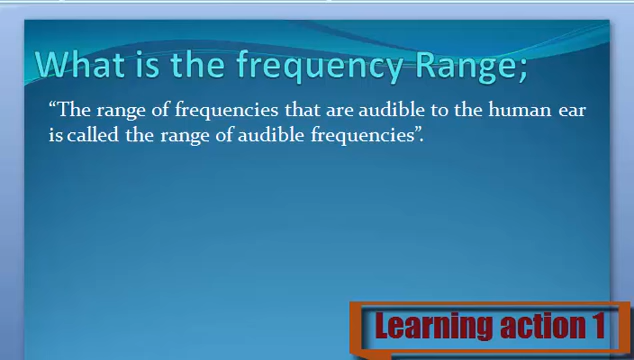 What is the frequency Range;
“The range of frequencies that are audible to the human ear
is called the range of audible frequencies”.
Learning action 1